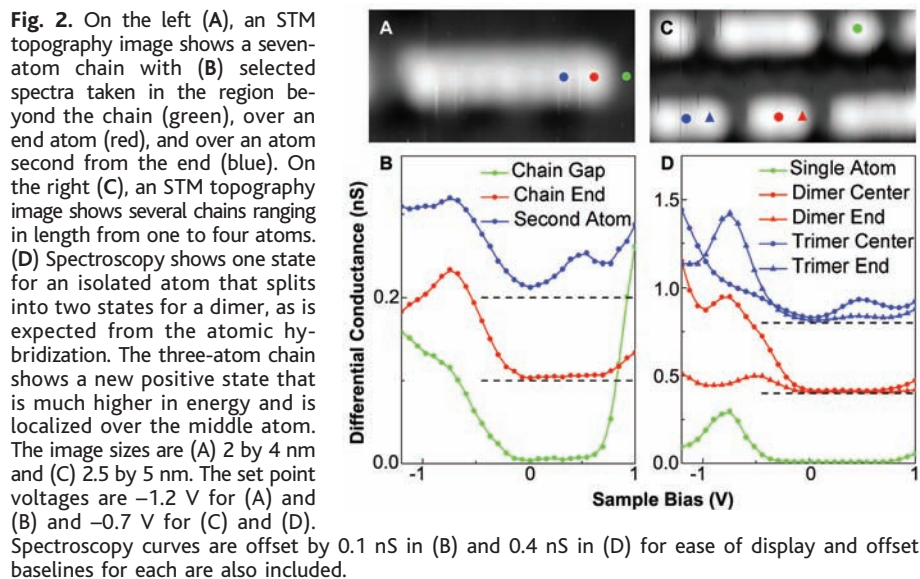 Fig. 2. On the left (A), an STM
topography image shows a seven-
atom chain with (B) selected
spectra taken in the region be-
yond the chain (green), over an
end atom (red), and over an atom
second from the end (blue). On
the right (C), an STM topography
image shows several chains ranging
in length from one to four atoms.
(D) Spectroscopy shows one state
for an isolated atom that splits
into two states for a dimer, as is
expected from the atomic hy-
bridization. The three-atom chain
shows a new positive state that
is much higher in energy and is
localized over the middle atom.
The image sizes are (A) 2 by 4 nm
and (C) 2.5 by 5 nm. The set point
voltages are –1.2 V for (A) and
(B) and –0.7 V for (C) and (D).
Spectroscopy curves are offset by 0.1 nS in (B) and 0.4 nS in (D) for ease of display and offset
baselines for each are also included.
A
C
B
Chain Gap
Chain End
Second Atom
Differential Conductance (nS)
0.2
0.0
-1
0
1
D
Single Atom
Dimer Center
Dimer End
Trimer Center
Trimer End
1.5
1.0
0.5
0.0
-1
0
1
Sample Bias (V)